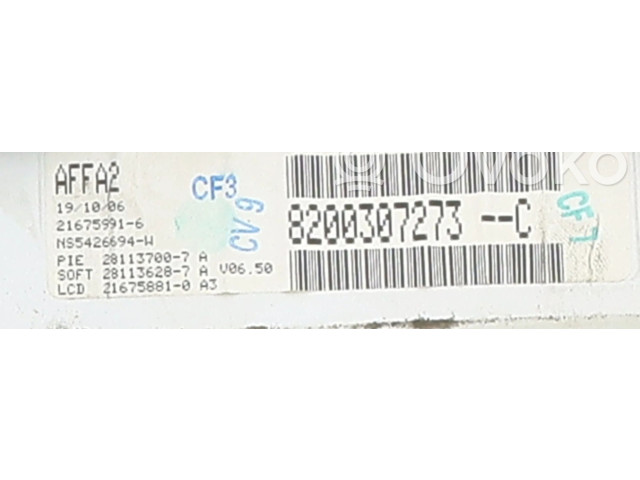 AFFA2
19/10/06
21675991-6
NS5426694-W
PIE 28113700-7 A
SOFT 28113628-7 A V06.50
LCD 21675881-0 A3
CF3
CV9
8200307273 --C
CF7
Ovoko